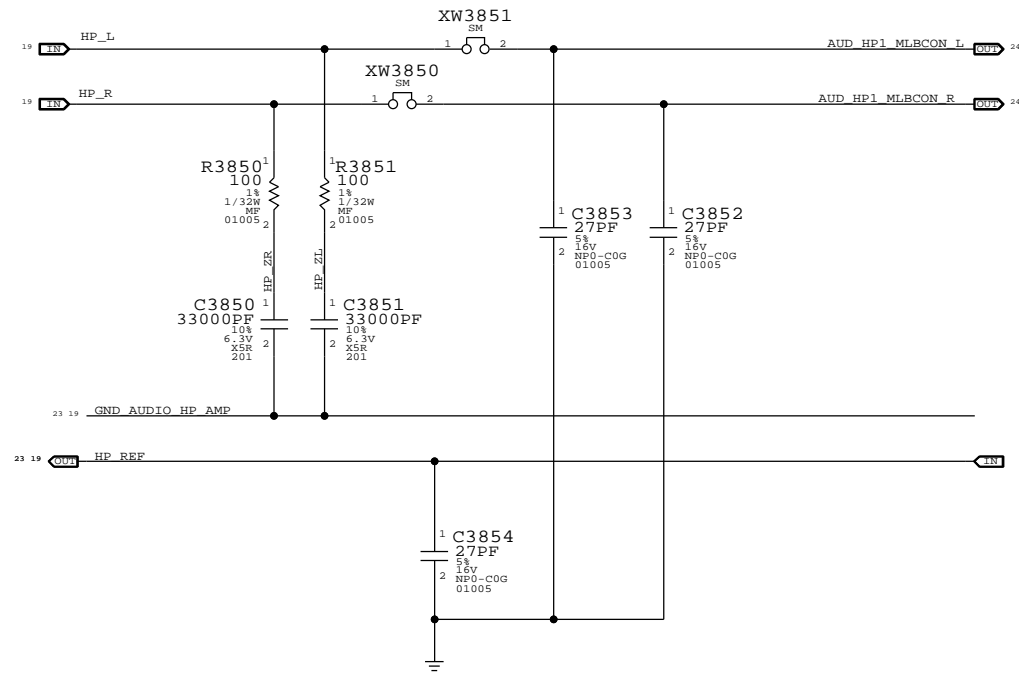 XW3851
SM
19 IN HP_L 1 2 AUD_HP1_MLBCON_L OUT 24
XW3850
SM
19 IN HP_R 1 2 AUD_HP1_MLBCON_R OUT 24
R3850 1
100
1%
1/32W
MF
01005
2
1 R3851
100
1%
1/32W
MF
01005
2
1 C3853
27PF
5%
16V
2 NP0-C0G
01005
1 C3852
27PF
5%
16V
2 NP0-C0G
01005
HP_ZR
HP_ZL
C3850 1
33000PF
10%
6.3V
X5R 2
201
1 C3851
33000PF
10%
6.3V
2 X5R
201
23 19 GND_AUDIO_HP_AMP
23 19 OUT HP_REF IN
1 C3854
27PF
5%
16V
2 NP0-C0G
01005